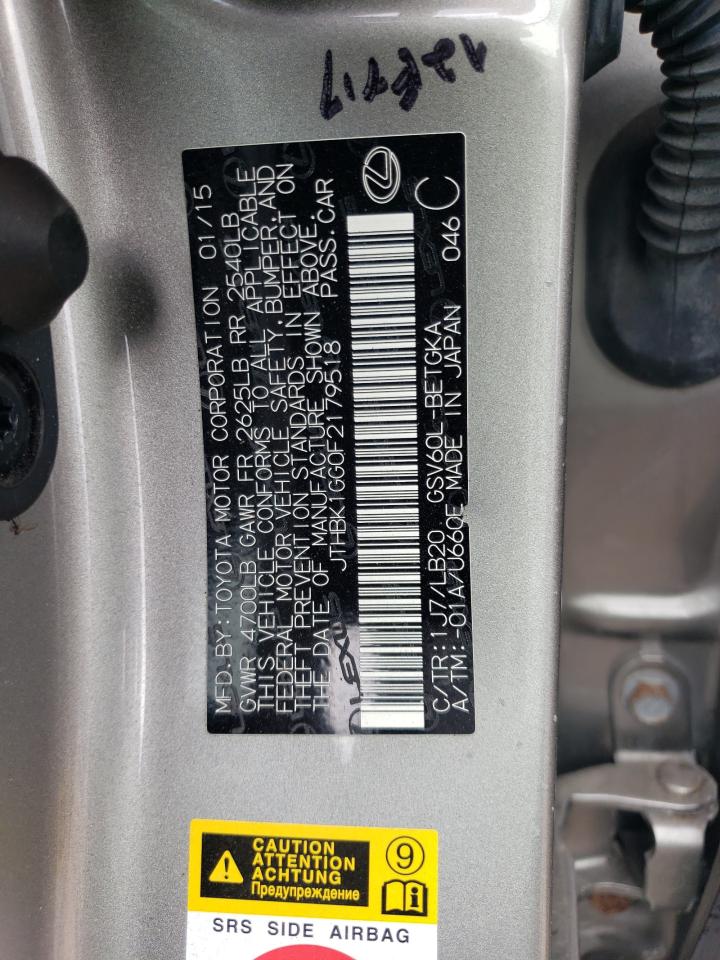 MFD.BY:TOYOTA MOTOR CORPORATION 01/15
GVWR 4700LB GAWR FR 2625LB RR 2540LB
THIS VEHICLE CONFORMS TO ALL APPLICABLE
FEDERAL MOTOR VEHICLE SAFETY, BUMPER, AND
THEFT PREVENTION STANDARDS IN EFFECT ON
THE DATE OF MANUFACTURE SHOWN ABOVE.
JTHBK1GG0F2179518 PASS.CAR
C/TR:1J7/LB20 GSV60L-BETGKA 046 C
A/TM:-01A/U660E MADE IN JAPAN
CAUTION
ATTENTION
ACHTUNG
Предупреждение
9
SRS SIDE AIRBAG